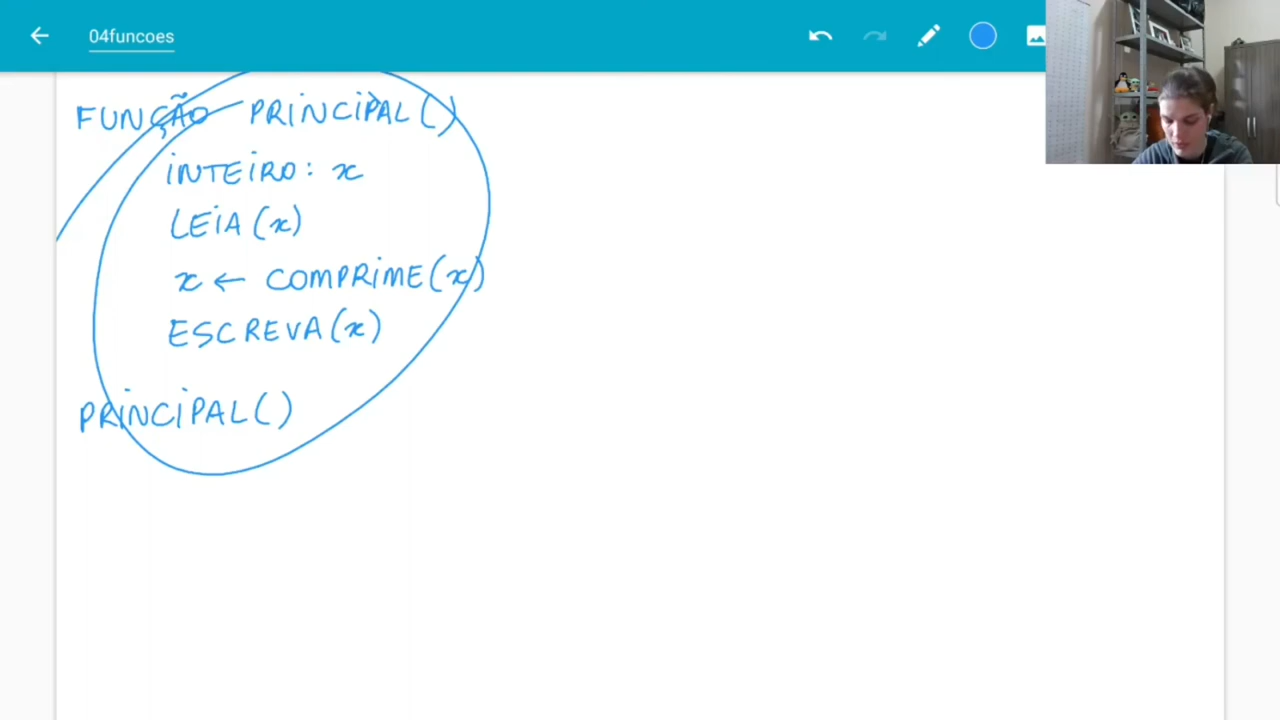 04funcoes
FUNÇÃO PRINCIPAL()
INTEIRO: x
LEIA(x)
x ← COMPRIME(x)
ESCREVA(x)
PRINCIPAL()